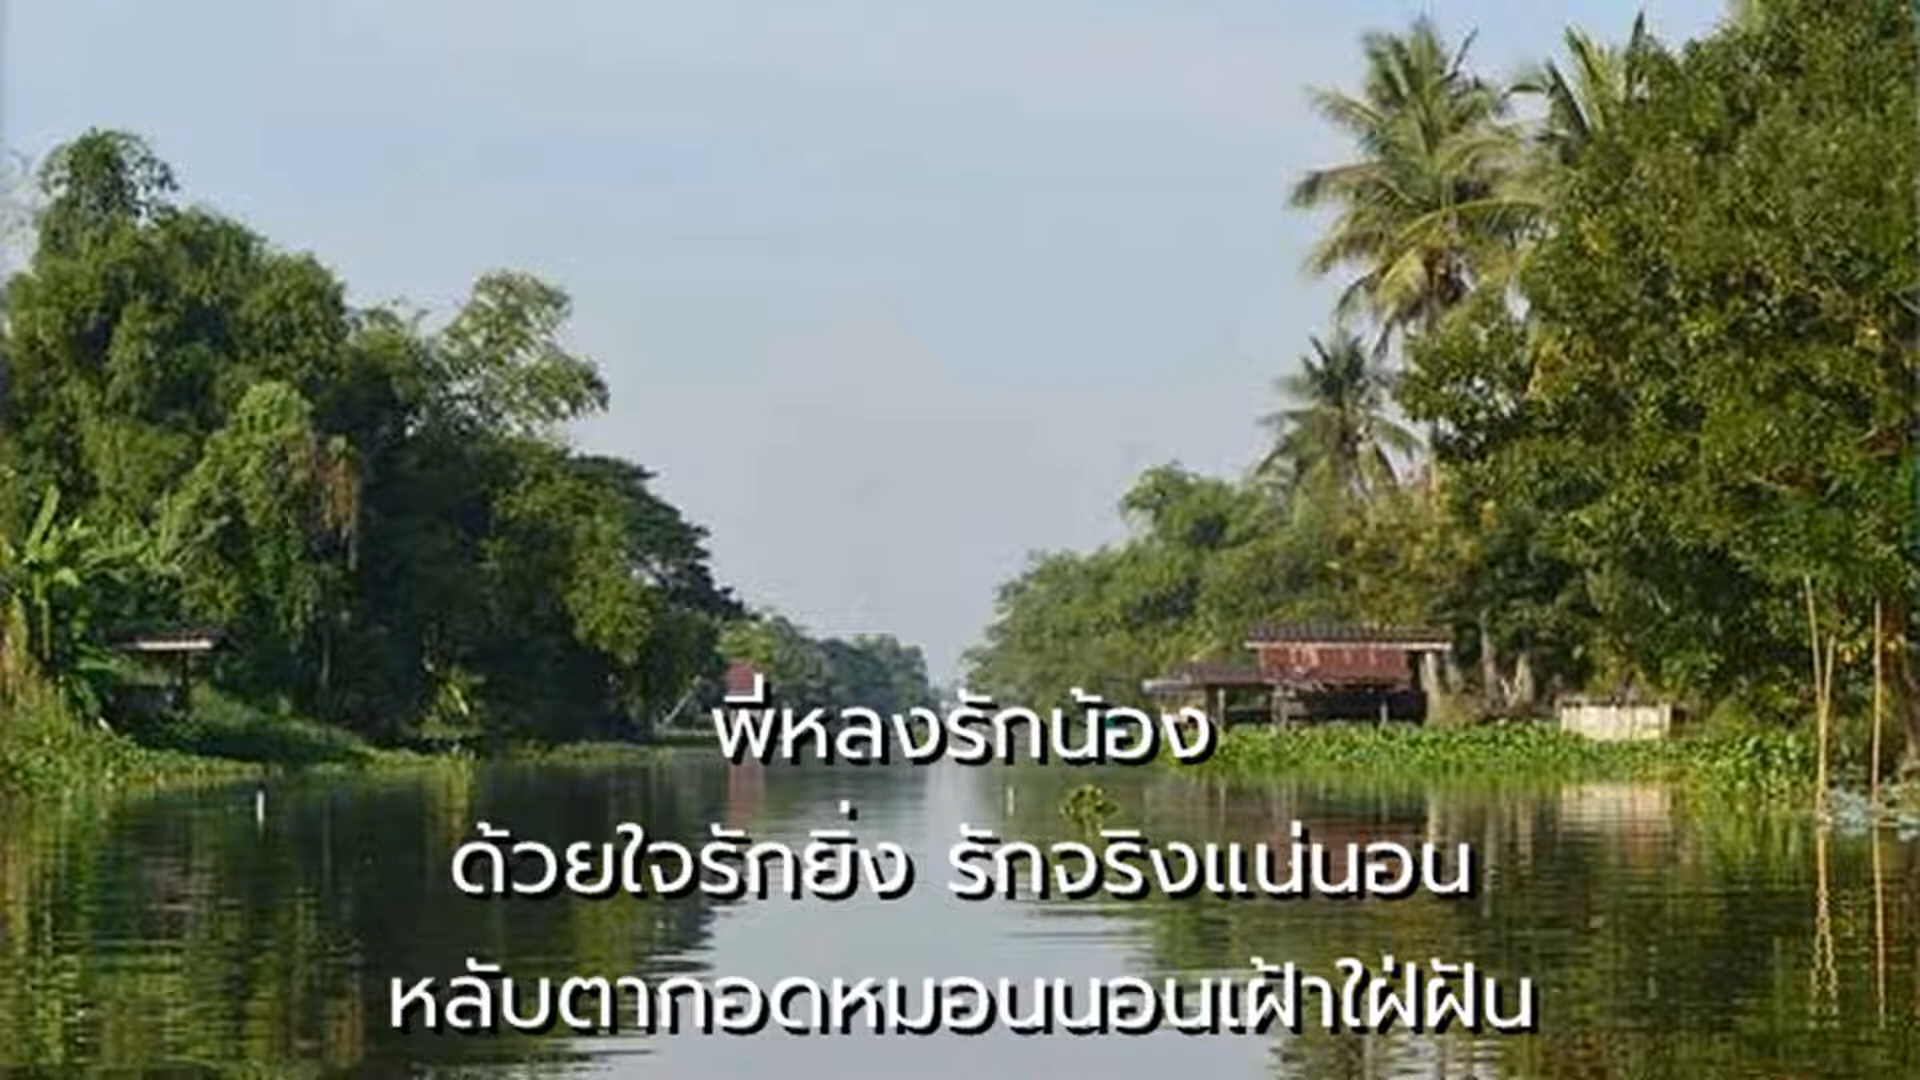 พี่หลงรักน้อง
ด้วยใจรักยิ่ง รักจริงแน่นอน
หลับตากอดหมอนนอนเฝ้าใฝ่ฝัน